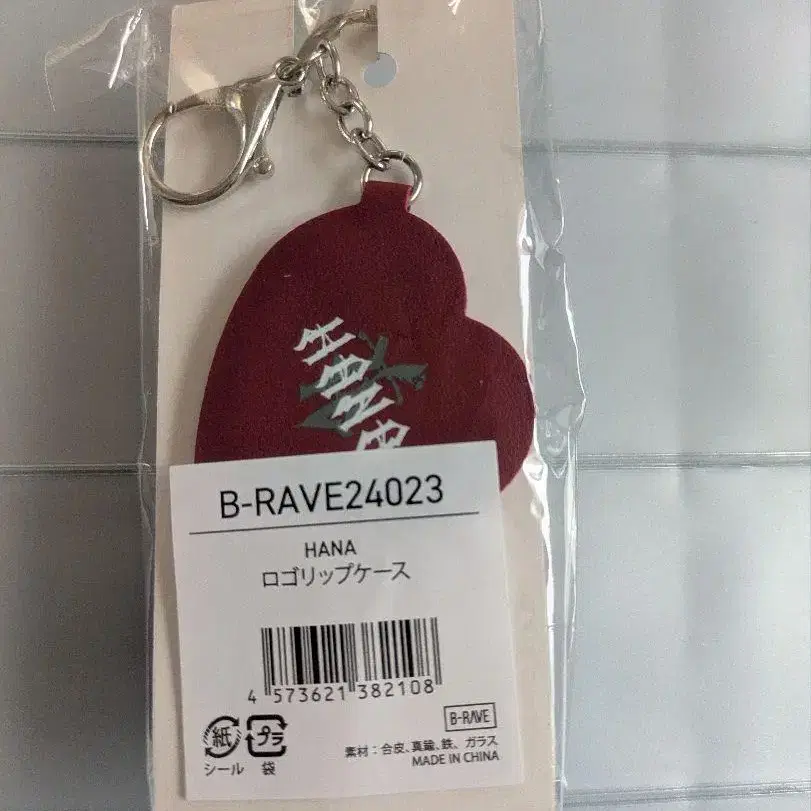 HANA
B-RAVE24023
HANA
ロゴリップケース
4 573621 382108
紙 プラ
シール 袋
B-RAVE
素材：合皮、真鍮、鉄、ガラス
MADE IN CHINA